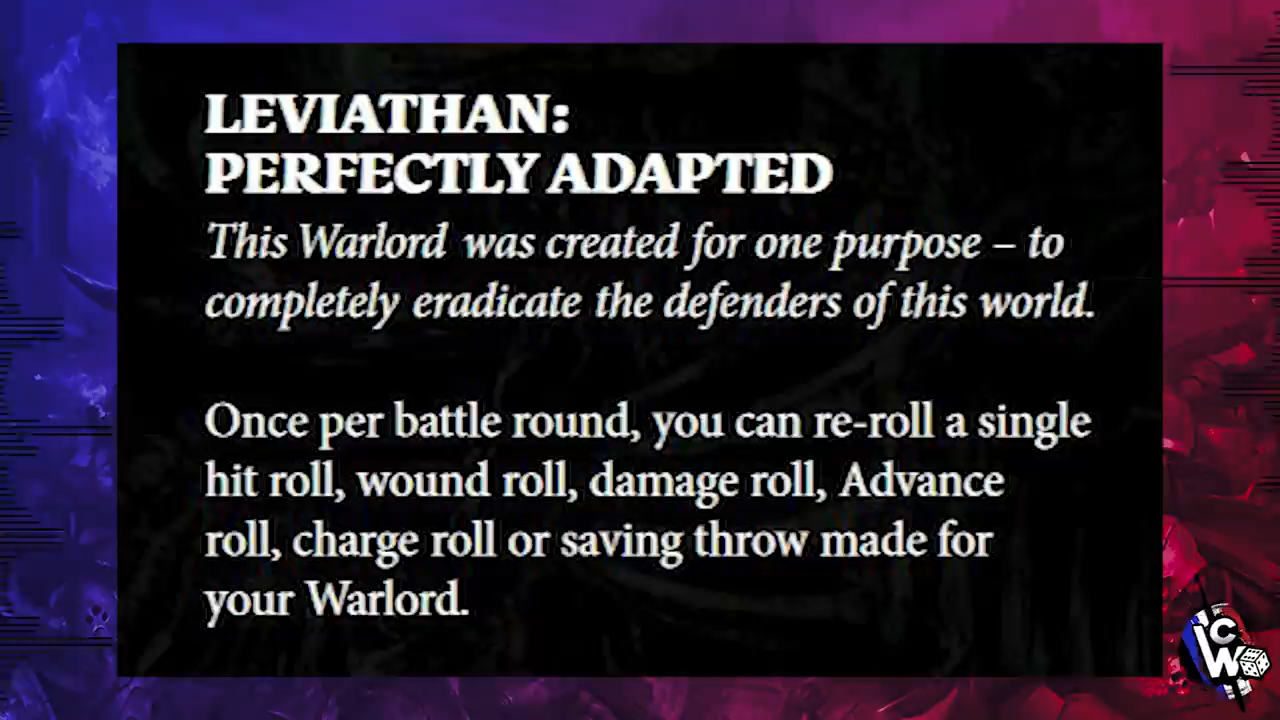 LEVIATHAN:
PERFECTLY ADAPTED
This Warlord was created for one purpose – to
completely eradicate the defenders of this world.
Once per battle round, you can re-roll a single
hit roll, wound roll, damage roll, Advance
roll, charge roll or saving throw made for
your Warlord.
ICW